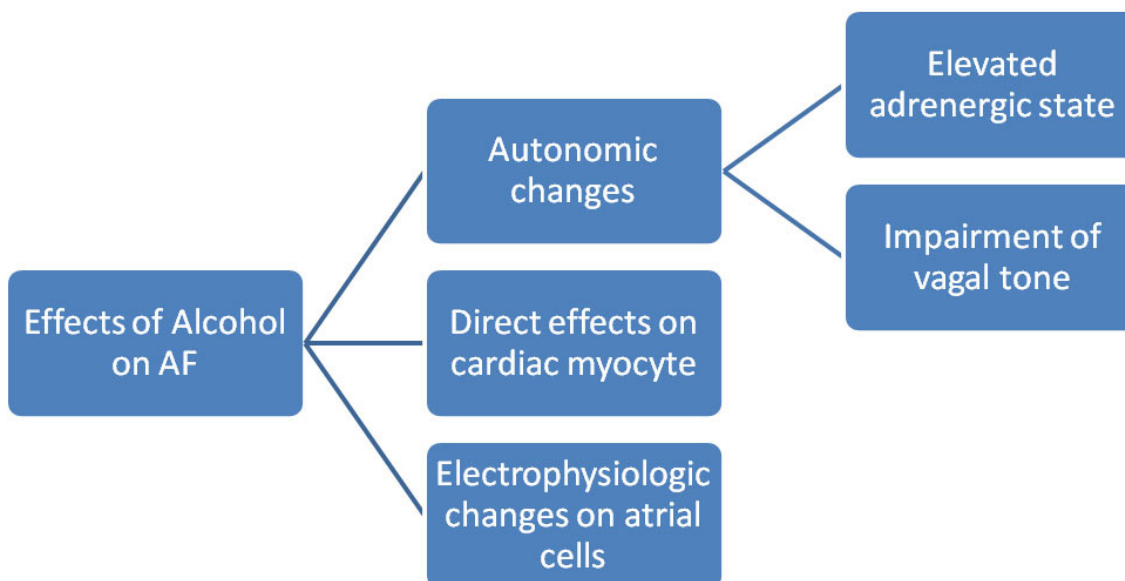 Effects of Alcohol
on AF
Autonomic
changes
Direct effects on
cardiac myocyte
Electrophysiologic
changes on atrial
cells
Elevated
adrenergic state
Impairment of
vagal tone